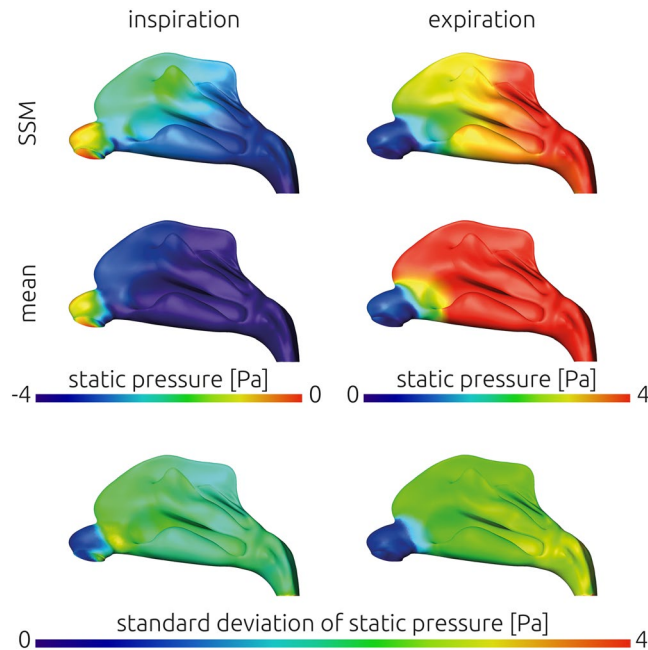 inspiration expiration
SSM
mean
static pressure [Pa] static pressure [Pa]
-4 0 0 4
standard deviation of static pressure [Pa]
0 4